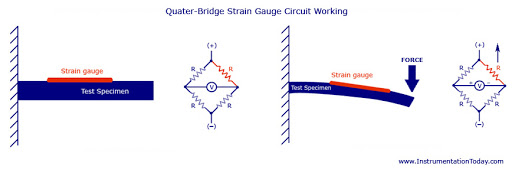 Quater-Bridge Strain Gauge Circuit Working
Strain gauge
Test Specimen
(+)
R
R
V
R
R
(−)
Strain gauge
Test Specimen
FORCE
(+)
R
R
− V +
R
R
(−)
www.InstrumentationToday.com